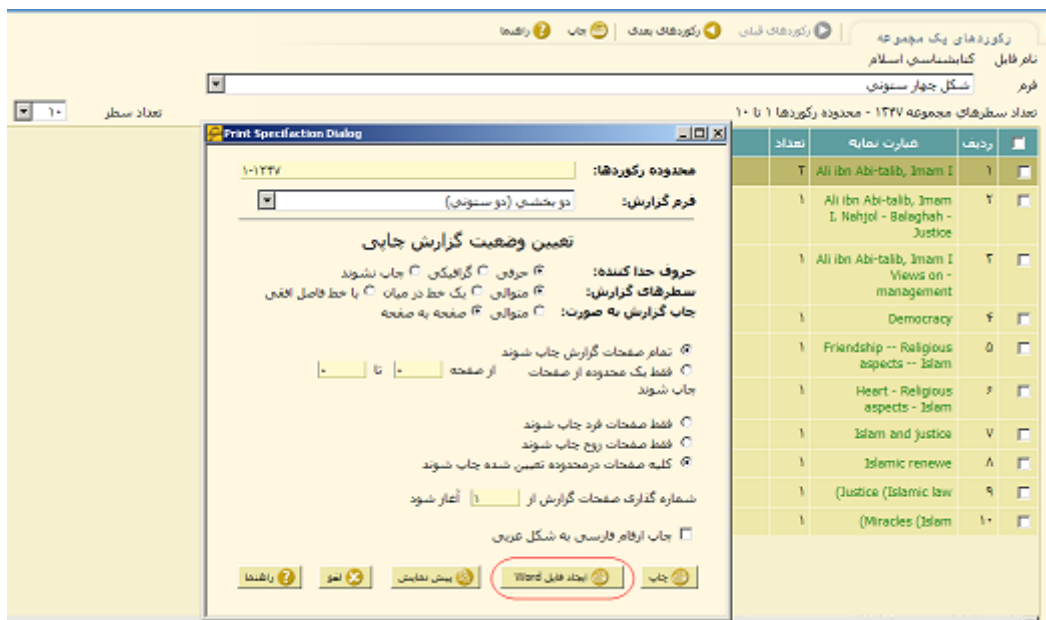 رکوردهای یک مجموعه
رکوردهای قبلی
رکوردهای بعدی
چاپ
راهنما
نام فایل کتابشناسی اسلام
فرم شکل چهار ستونی
تعداد سطرهای مجموعه ۱۳۴۷ - محدوده رکوردها ۱ تا ۱۰
تعداد سطر ۱۰
ردیف عبارت نمایه تعداد
۱ Ali ibn Abi-talib, Imam I ۳
۲ Ali ibn Abi-talib, Imam ۱
I. Nahjol - Balaghah -
Justice
۳ Ali ibn Abi-talib, Imam I ۱
Views on -
management
۴ Democracy ۱
۵ Friendship -- Religious ۱
aspects -- Islam
۶ Heart - Religious ۱
aspects - Islam
۷ Islam and justice ۱
۸ Islamic renewe ۱
۹ (Justice (Islamic law ۱
۱۰ (Miracles (Islam ۱
Print Specifaction Dialog
محدوده رکوردها: ۱-۱۳۴۷
فرم گزارش: دو بخشی (دو ستونی)
تعیین وضعیت گزارش چاپی
حروف جدا کننده: حرفی گرافیکی چاپ نشوند
سطرهای گزارش: متوالی یک خط در میان با خط فاصل افقی
چاپ گزارش به صورت: متوالی صفحه به صفحه
تمام صفحات گزارش چاپ شوند
فقط یک محدوده از صفحات از صفحه ۰ تا ۰
چاپ شوند
فقط صفحات فرد چاپ شوند
فقط صفحات زوج چاپ شوند
کلیه صفحات درمحدوده تعیین شده چاپ شوند
شماره گذاری صفحات گزارش از ۱ آغاز شود
چاپ ارقام فارسی به شکل عربی
چاپ
ایجاد فایل Word
پیش نمایش
لغو
راهنما